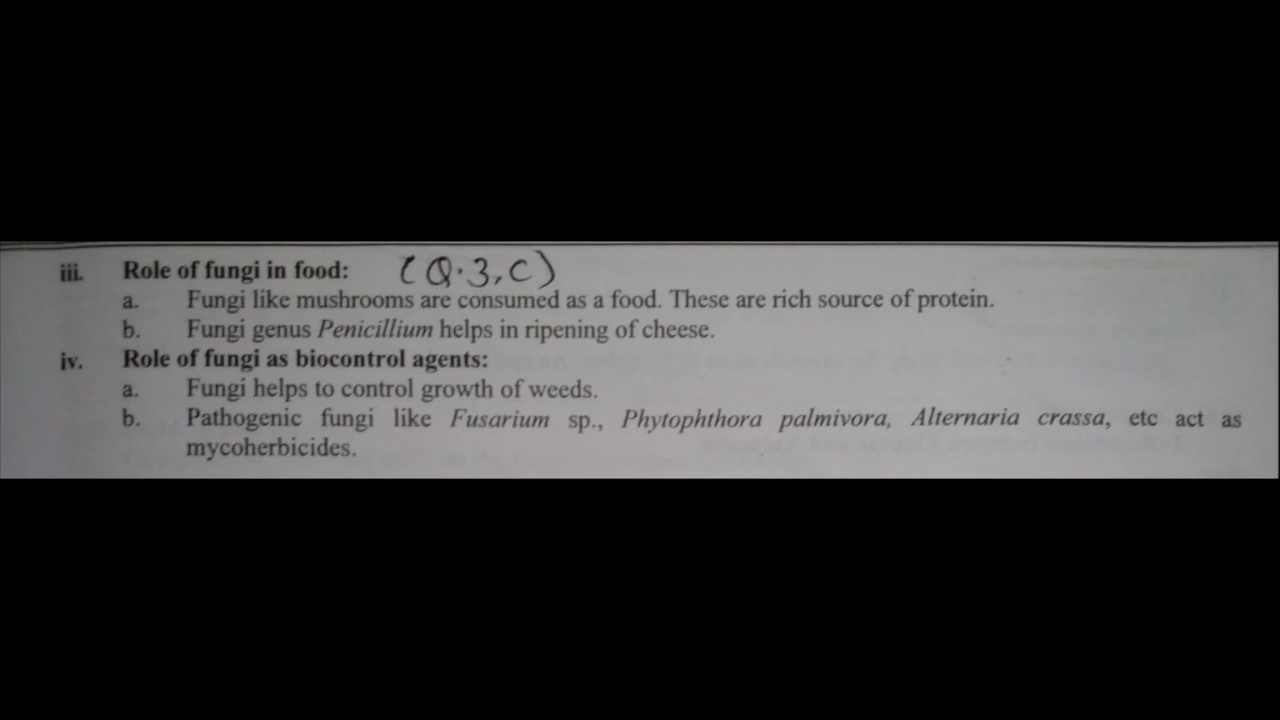 iii. Role of fungi in food: (Q.3,C)
a. Fungi like mushrooms are consumed as a food. These are rich source of protein.
b. Fungi genus Penicillium helps in ripening of cheese.
iv. Role of fungi as biocontrol agents:
a. Fungi helps to control growth of weeds.
b. Pathogenic fungi like Fusarium sp., Phytophthora palmivora, Alternaria crassa, etc act as
mycoherbicides.